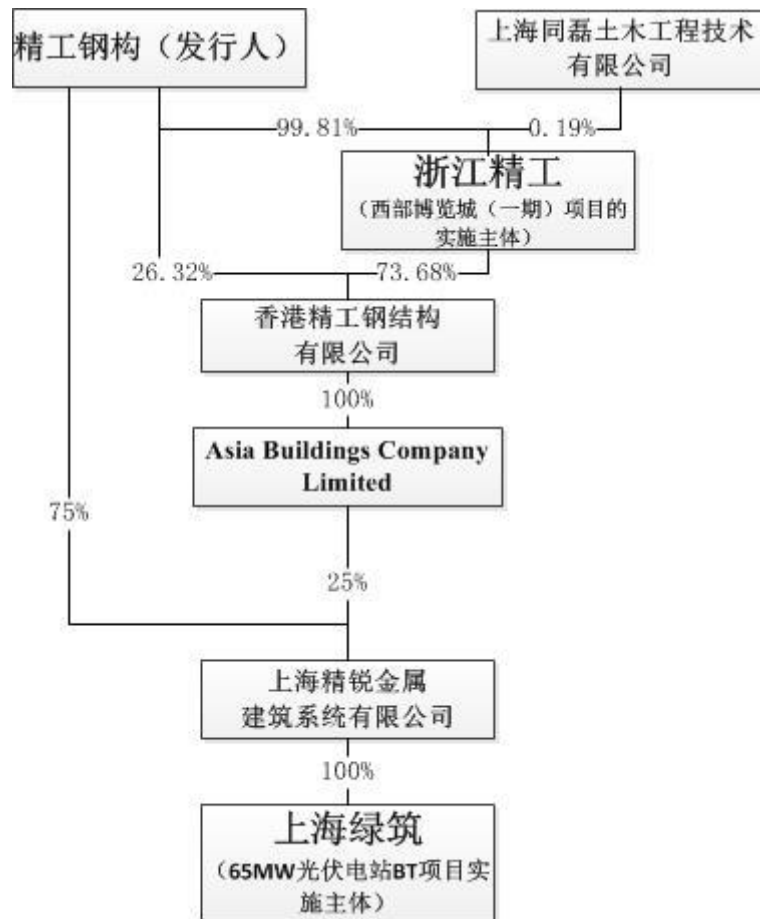 精工钢构（发行人）
上海同磊土木工程技术
有限公司
99.81%
0.19%
浙江精工
（西部博览城（一期）项目的
实施主体）
26.32%
73.68%
香港精工钢结构
有限公司
100%
Asia Buildings Company
Limited
75%
25%
上海精锐金属
建筑系统有限公司
100%
上海绿筑
（65MW光伏电站BT项目实
施主体）